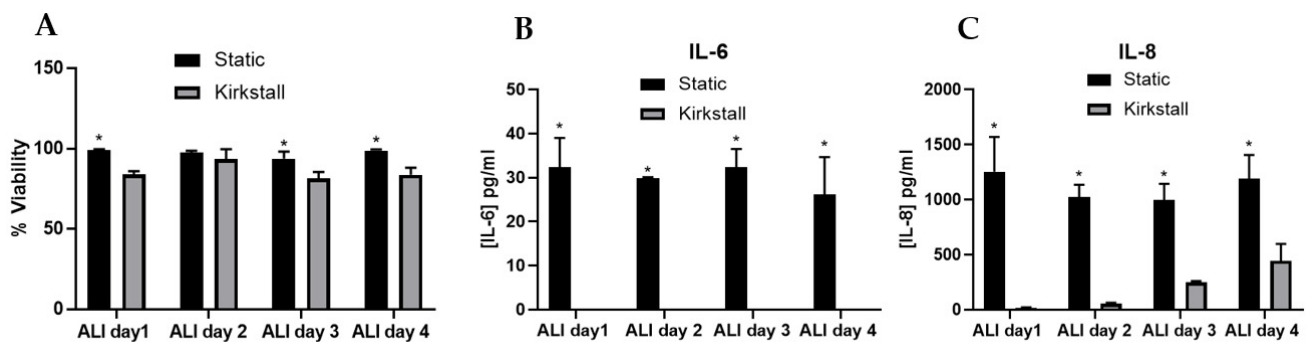 A
Static
Kirkstall
% Viability
150
100
50
0
*
*
*
ALI day1
ALI day 2
ALI day 3
ALI day 4
B
IL-6
Static
Kirkstall
[IL-6] pg/ml
50
40
30
20
10
0
*
*
*
*
ALI day1
ALI day 2
ALI day 3
ALI day 4
C
IL-8
Static
Kirkstall
[IL-8] pg/ml
2000
1500
1000
500
0
*
*
*
*
ALI day1
ALI day 2
ALI day 3
ALI day 4